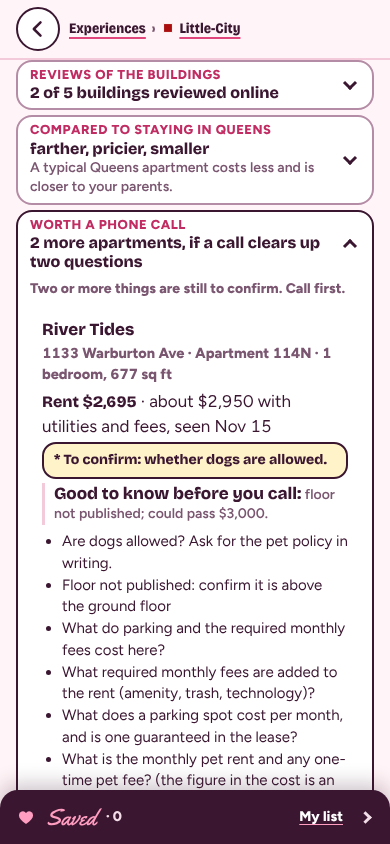 Experiences › Little-City
REVIEWS OF THE BUILDINGS
2 of 5 buildings reviewed online
COMPARED TO STAYING IN QUEENS
farther, pricier, smaller
A typical Queens apartment costs less and is
closer to your parents.
WORTH A PHONE CALL
2 more apartments, if a call clears up
two questions
Two or more things are still to confirm. Call first.
River Tides
1133 Warburton Ave · Apartment 114N · 1
bedroom, 677 sq ft
Rent $2,695 · about $2,950 with
utilities and fees, seen Nov 15
* To confirm: whether dogs are allowed.
Good to know before you call: floor
not published; could pass $3,000.
• Are dogs allowed? Ask for the pet policy in
writing.
• Floor not published: confirm it is above
the ground floor
• What do parking and the required monthly
fees cost here?
• What required monthly fees are added to
the rent (amenity, trash, technology)?
• What does a parking spot cost per month,
and is one guaranteed in the lease?
• What is the monthly pet rent and any one-
time pet fee? (the figure in the cost is an
Saved · 0 My list